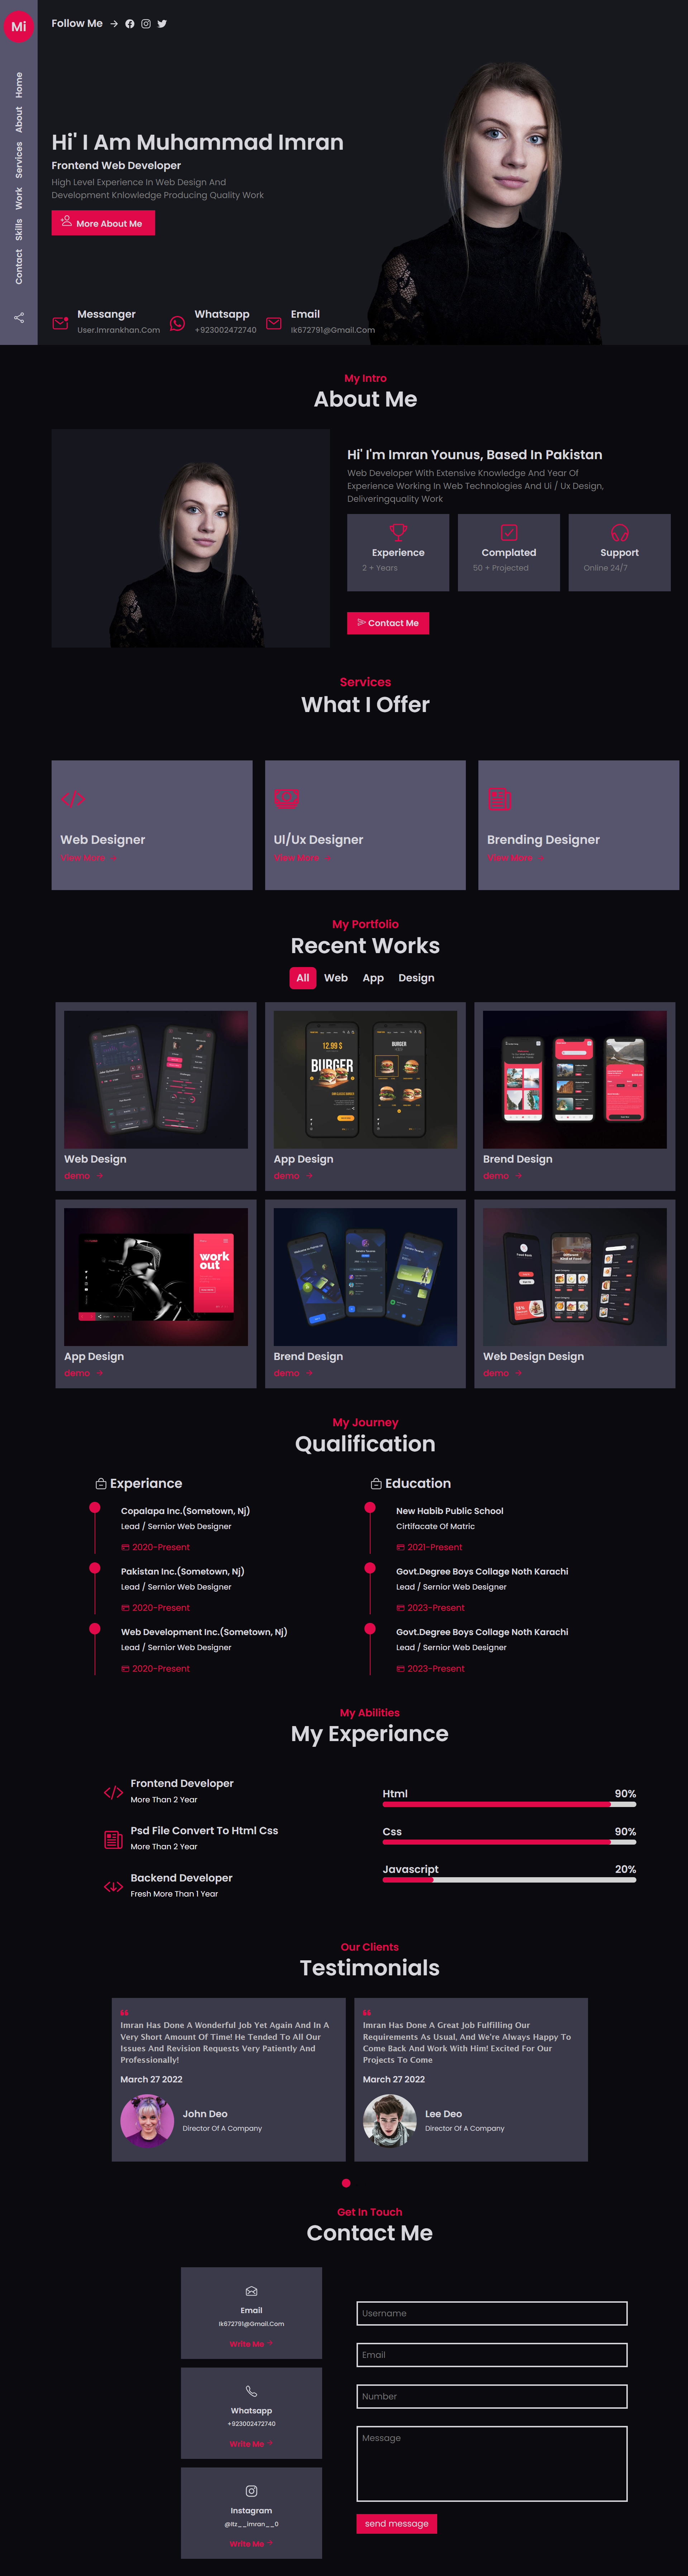 Mi
Home
About
Services
Work
Skills
Contact
Follow Me
Hi' I Am Muhammad Imran
Frontend Web Developer
High Level Experience In Web Design And
Development Knlowledge Producing Quality Work
More About Me
Messanger
User.Imrankhan.Com
Whatsapp
+923002472740
Email
Ik672791@Gmail.Com
My Intro
About Me
Hi' I'm Imran Younus, Based In Pakistan
Web Developer With Extensive Knowledge And Year Of
Experience Working In Web Technologies And Ui / Ux Design,
Deliveringquality Work
Experience
2 + Years
Complated
50 + Projected
Support
Online 24/7
Contact Me
Services
What I Offer
Web Designer
View More
UI/Ux Designer
View More
Brending Designer
View More
My Portfolio
Recent Works
All
Web
App
Design
12.99 $
BURGER
BURGER
Web Design
demo
App Design
demo
Brend Design
demo
work
out
App Design
demo
Brend Design
demo
Web Design Design
demo
My Journey
Qualification
Experiance
Copalapa Inc.(Sometown, Nj)
Lead / Sernior Web Designer
2020-Present
Pakistan Inc.(Sometown, Nj)
Lead / Sernior Web Designer
2020-Present
Web Development Inc.(Sometown, Nj)
Lead / Sernior Web Designer
2020-Present
Education
New Habib Public School
Cirtifacate Of Matric
2021-Present
Govt.Degree Boys Collage Noth Karachi
Lead / Sernior Web Designer
2023-Present
Govt.Degree Boys Collage Noth Karachi
Lead / Sernior Web Designer
2023-Present
My Abilities
My Experiance
Frontend Developer
More Than 2 Year
Psd File Convert To Html Css
More Than 2 Year
Backend Developer
Fresh More Than 1 Year
Html 90%
Css 90%
Javascript 20%
Our Clients
Testimonials
Imran Has Done A Wonderful Job Yet Again And In A
Very Short Amount Of Time! He Tended To All Our
Issues And Revision Requests Very Patiently And
Professionally!
March 27 2022
John Deo
Director Of A Company
Imran Has Done A Great Job Fulfilling Our
Requirements As Usual, And We're Always Happy To
Come Back And Work With Him! Excited For Our
Projects To Come
March 27 2022
Lee Deo
Director Of A Company
Get In Touch
Contact Me
Email
Ik672791@Gmail.Com
Write Me
Whatsapp
+923002472740
Write Me
Instagram
@Itz__imran__0
Write Me
Username
Email
Number
Message
send message